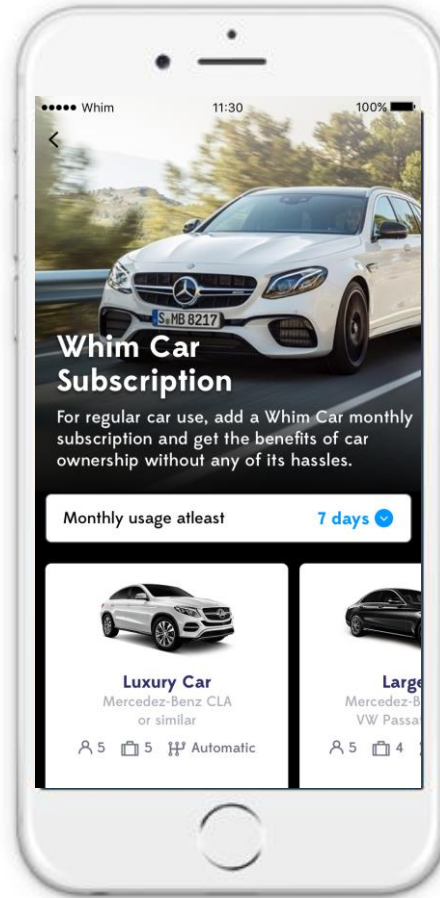 Whim 11:30 100%
S MB 8217
Whim Car
Subscription
For regular car use, add a Whim Car monthly
subscription and get the benefits of car
ownership without any of its hassles.
Monthly usage atleast 7 days
Luxury Car
Mercedez-Benz CLA
or similar
5 5 Automatic
Large
Mercedez-B
VW Passa
5 4